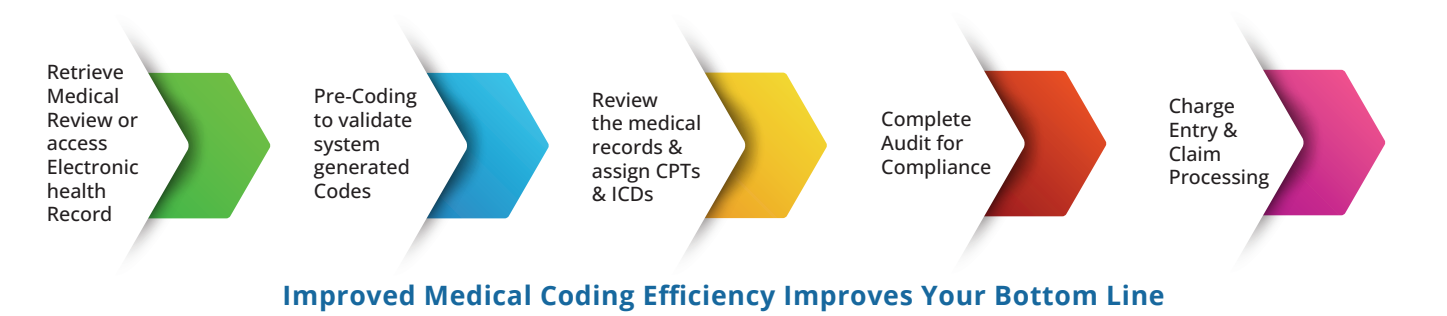 Retrieve
Medical
Review or
access
Electronic
health
Record
Pre-Coding
to validate
system
generated
Codes
Review
the medical
records &
assign CPTs
& ICDs
Complete
Audit for
Compliance
Charge
Entry &
Claim
Processing
Improved Medical Coding Efficiency Improves Your Bottom Line